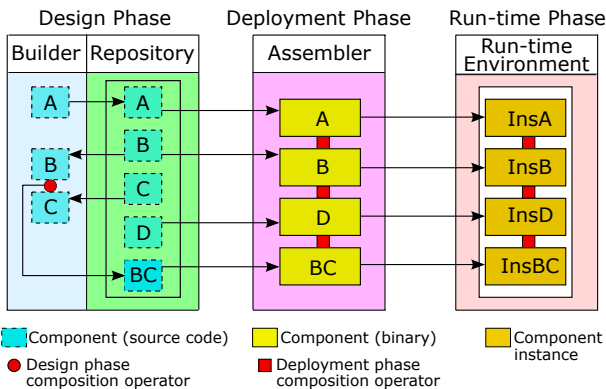 Design Phase Deployment Phase Run-time Phase
Builder Repository Assembler Run-time
Environment
A A A InsA
B B B InsB
C C D InsD
D BC InsBC
BC
Component (source code) Component (binary) Component
instance
Design phase
composition operator
Deployment phase
composition operator